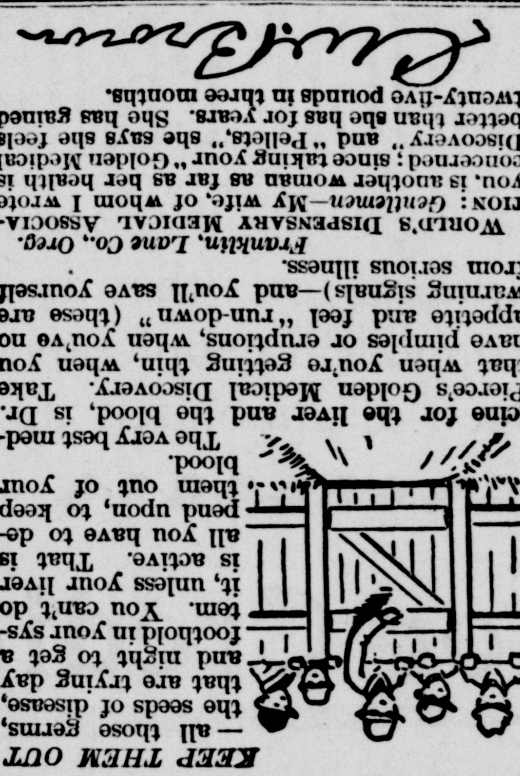 KEEP THEM OUT
— all those germs,
the seeds of disease,
that are trying day
and night to get a
foothold in your sys-
tem. You can't do
it, unless your liver
is active. That is
all you have to de-
pend upon, to keep
them out of your
blood.
The very best med-
cine for the liver and the blood, is Dr.
Pierce's Golden Medical Discovery. Take
that when you're getting thin, when you
have pimples or eruptions, when you've no
appetite and feel "run-down" (these are
warning signals)—and you'll save yourself
from serious illness.
Franklin, Lane Co., Oreg.
WORLD'S DISPENSARY MEDICAL ASSOCIA-
TION: Gentlemen—My wife, of whom I wrote
you, is another woman as far as her health is
concerned; since taking your "Golden Medical
Discovery" and "Pellets," she says she feels
better than she has for years. She has gained
twenty-five pounds in three months.
Brown